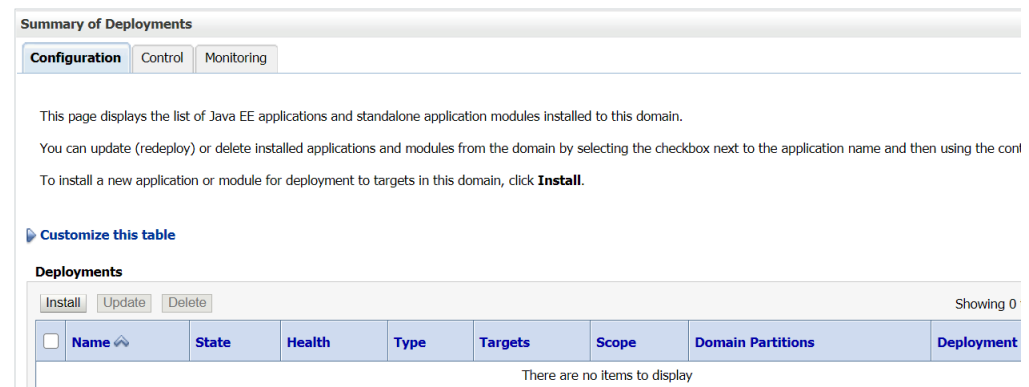 Summary of Deployments
Configuration Control Monitoring
This page displays the list of Java EE applications and standalone application modules installed to this domain.
You can update (redeploy) or delete installed applications and modules from the domain by selecting the checkbox next to the application name and then using the cont
To install a new application or module for deployment to targets in this domain, click Install.
Customize this table
Deployments
Install Update Delete Showing 0
Name State Health Type Targets Scope Domain Partitions Deployment
There are no items to display